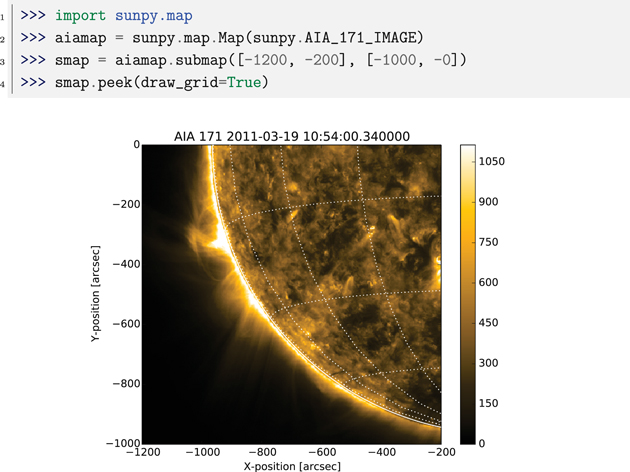 1 >>> import sunpy.map
2 >>> aiamap = sunpy.map.Map(sunpy.AIA_171_IMAGE)
3 >>> smap = aiamap.submap([-1200, -200], [-1000, -0])
4 >>> smap.peek(draw_grid=True)
AIA 171 2011-03-19 10:54:00.340000
0
−200
−400
−600
−800
−1000
Y-position [arcsec]
−1200 −1000 −800 −600 −400 −200
X-position [arcsec]
1050
900
750
600
450
300
150
0